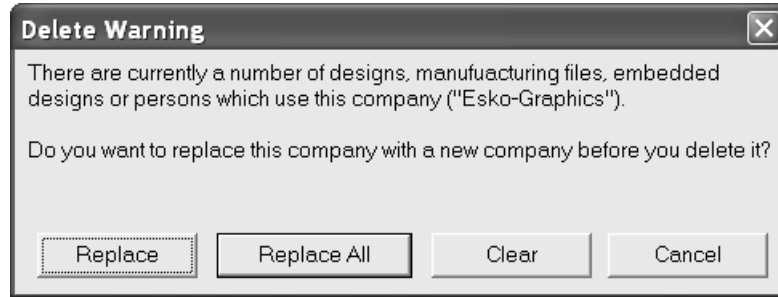 Delete Warning
There are currently a number of designs, manufuacturing files, embedded
designs or persons which use this company ("Esko-Graphics").
Do you want to replace this company with a new company before you delete it?
Replace Replace All Clear Cancel